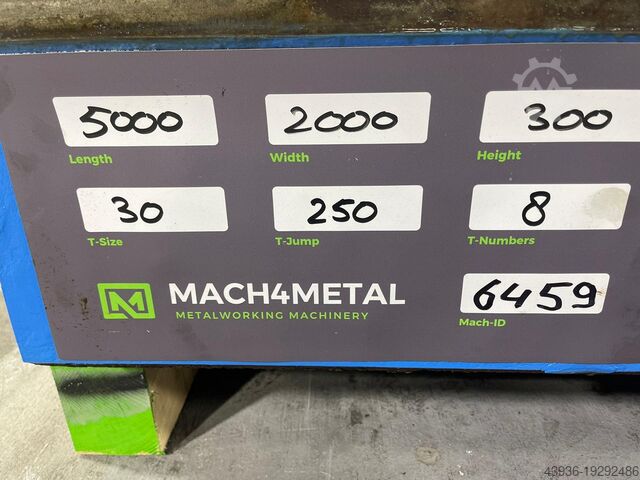 5000 2000 300
Length Width Height
30 250 8
T-Size T-Jump T-Numbers
MACH4METAL
METALWORKING MACHINERY
6459
Mach-ID
43936-19292486